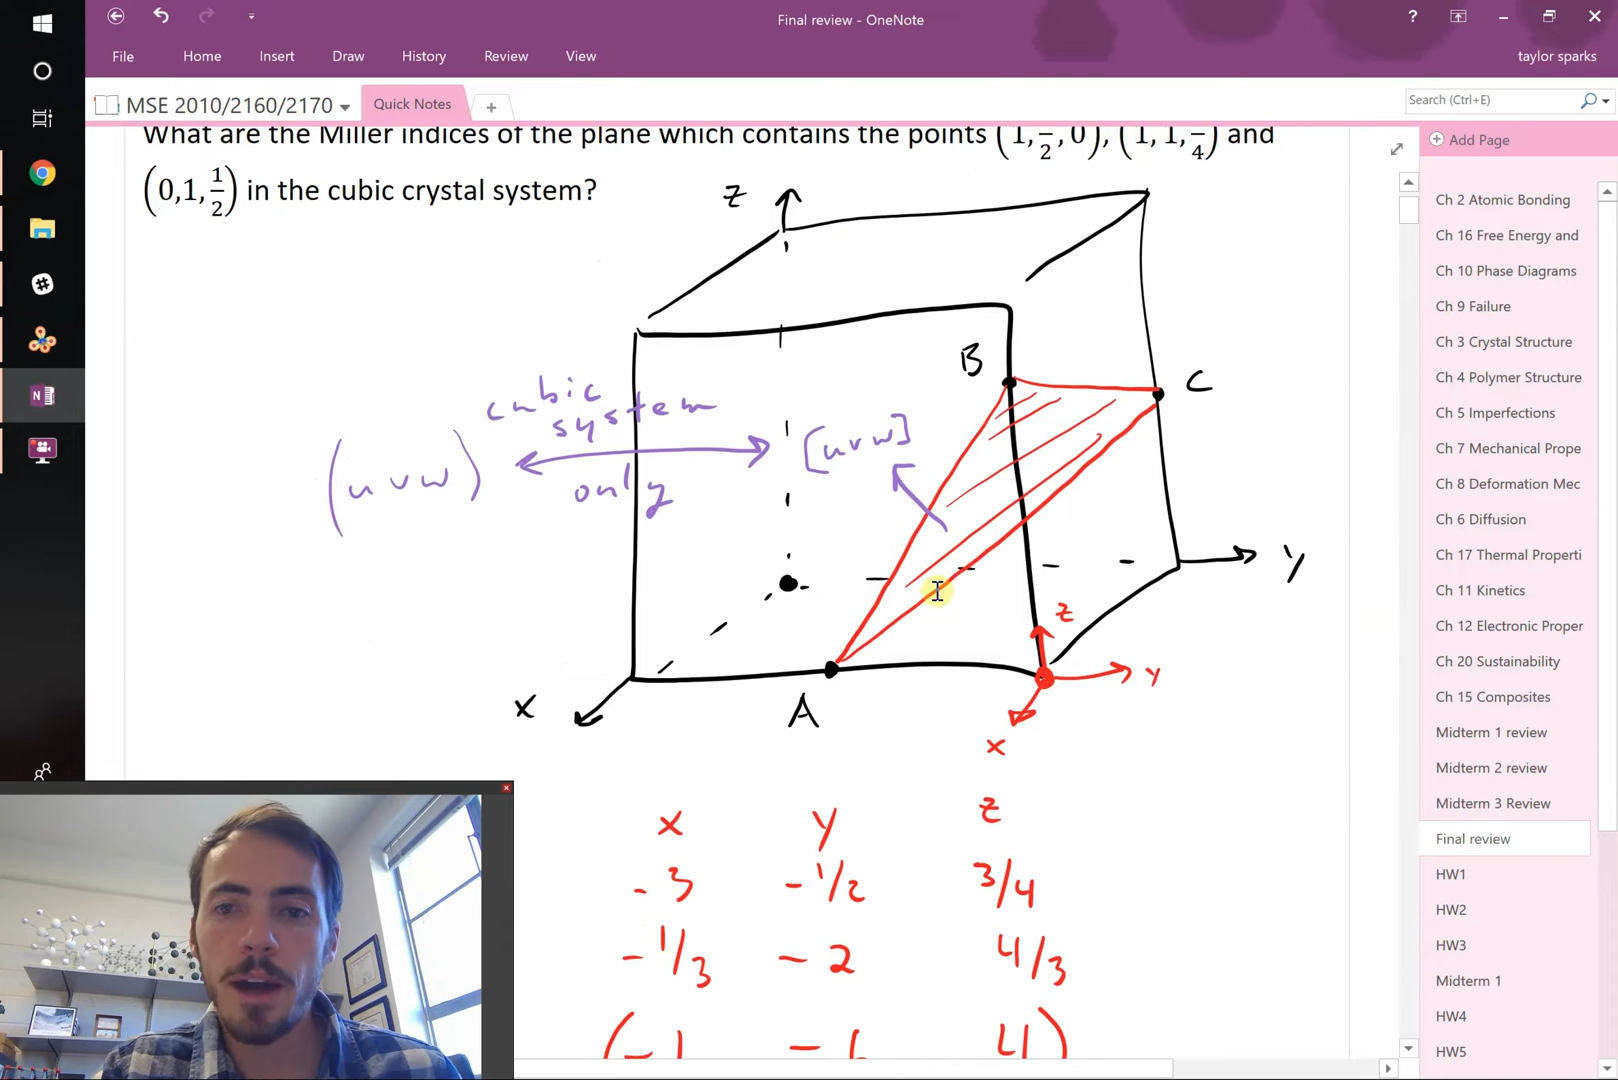 Final review - OneNote
?
File Home Insert Draw History Review View
taylor sparks
MSE 2010/2160/2170
Quick Notes
+
Search (Ctrl+E)
What are the Miller indices of the plane which contains the points (1, 1/2, 0), (1, 1, 1/4) and
(0,1, 1/2) in the cubic crystal system?
z
B
C
cubic
system
only
(u v w)
[u v w]
y
x
A
z
y
x
x y z
-3 -1/2 3/4
-1/3 -2 4/3
(-1 -6 4)
Add Page
Ch 2 Atomic Bonding
Ch 16 Free Energy and
Ch 10 Phase Diagrams
Ch 9 Failure
Ch 3 Crystal Structure
Ch 4 Polymer Structure
Ch 5 Imperfections
Ch 7 Mechanical Prope
Ch 8 Deformation Mec
Ch 6 Diffusion
Ch 17 Thermal Properti
Ch 11 Kinetics
Ch 12 Electronic Proper
Ch 20 Sustainability
Ch 15 Composites
Midterm 1 review
Midterm 2 review
Midterm 3 Review
Final review
HW1
HW2
HW3
Midterm 1
HW4
HW5